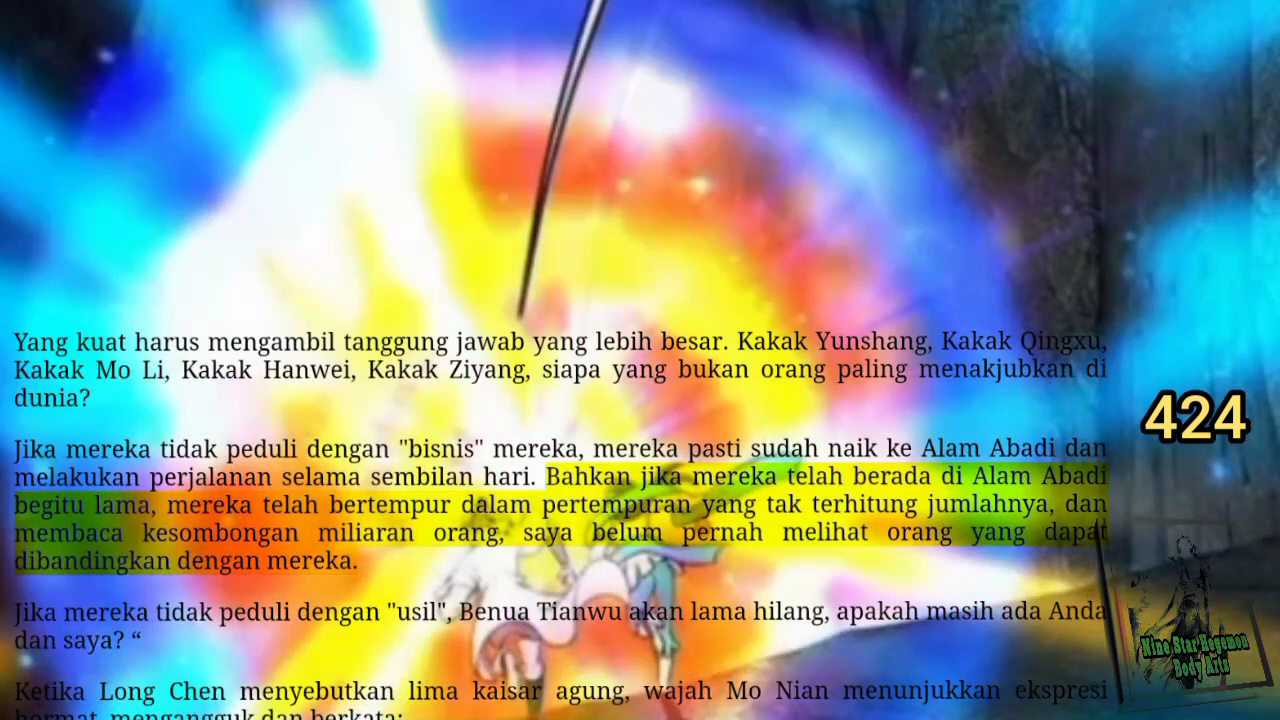 Yang kuat harus mengambil tanggung jawab yang lebih besar. Kakak Yunshang, Kakak Qingxu,
Kakak Mo Li, Kakak Hanwei, Kakak Ziyang, siapa yang bukan orang paling menakjubkan di
dunia?
Jika mereka tidak peduli dengan "bisnis" mereka, mereka pasti sudah naik ke Alam Abadi dan
melakukan perjalanan selama sembilan hari. Bahkan jika mereka telah berada di Alam Abadi
begitu lama, mereka telah bertempur dalam pertempuran yang tak terhitung jumlahnya, dan
membaca kesombongan miliaran orang, saya belum pernah melihat orang yang dapat
dibandingkan dengan mereka.
Jika mereka tidak peduli dengan "usil", Benua Tianwu akan lama hilang, apakah masih ada Anda
dan saya? “
Ketika Long Chen menyebutkan lima kaisar agung, wajah Mo Nian menunjukkan ekspresi
hormat, mengangguk dan berkata:
424
Nine Star Hegemon
Body Arts